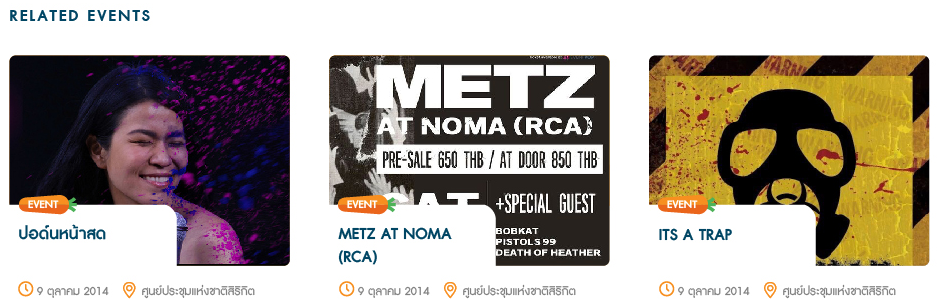 RELATED EVENTS
EVENT
ปอด์นหน้าสด
9 ตุลาคม 2014
ศูนย์ประชุมแห่งชาติสิริกิต
METZ
AT NOMA (RCA)
PRE-SALE 650 THB / AT DOOR 850 THB
+SPECIAL GUEST
BOBKAT
PISTOLS 99
DEATH OF HEATHER
EVENT
METZ AT NOMA
(RCA)
9 ตุลาคม 2014
ศูนย์ประชุมแห่งชาติสิริกิต
WARNING
WARNING
EVENT
ITS A TRAP
9 ตุลาคม 2014
ศูนย์ประชุมแห่งชาติสิริกิต